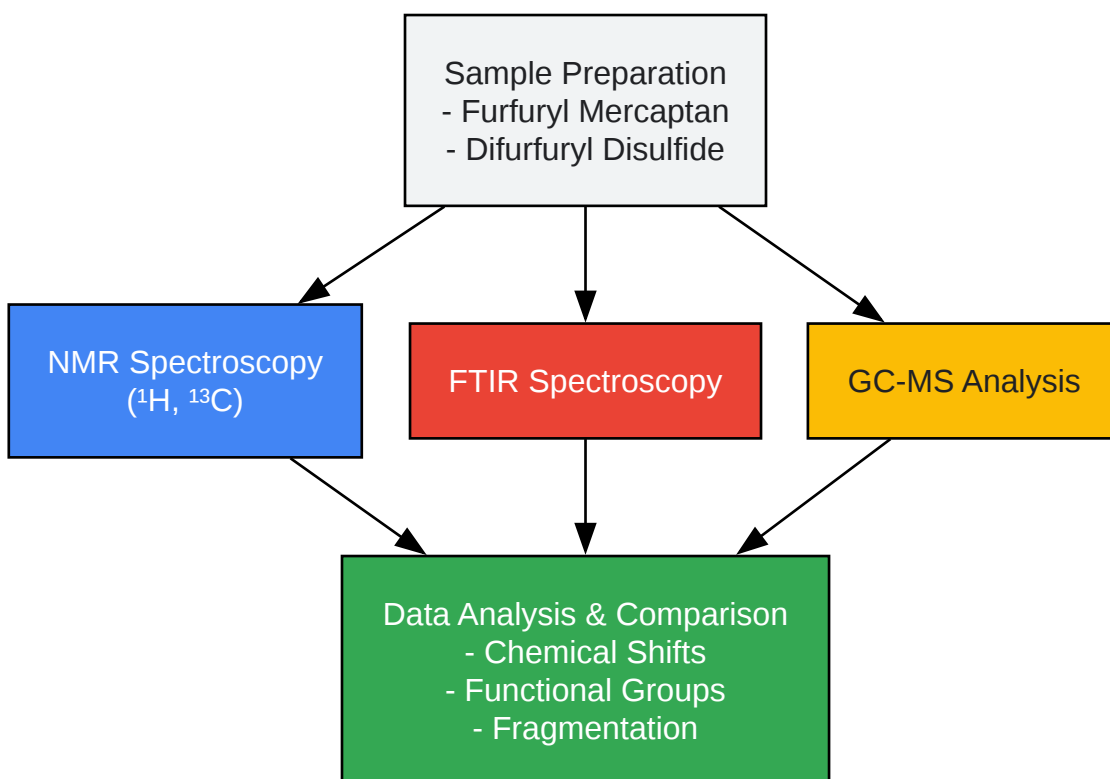 Sample Preparation
- Furfuryl Mercaptan
- Difurfuryl Disulfide
NMR Spectroscopy
(¹H, ¹³C)
FTIR Spectroscopy
GC-MS Analysis
Data Analysis & Comparison
- Chemical Shifts
- Functional Groups
- Fragmentation